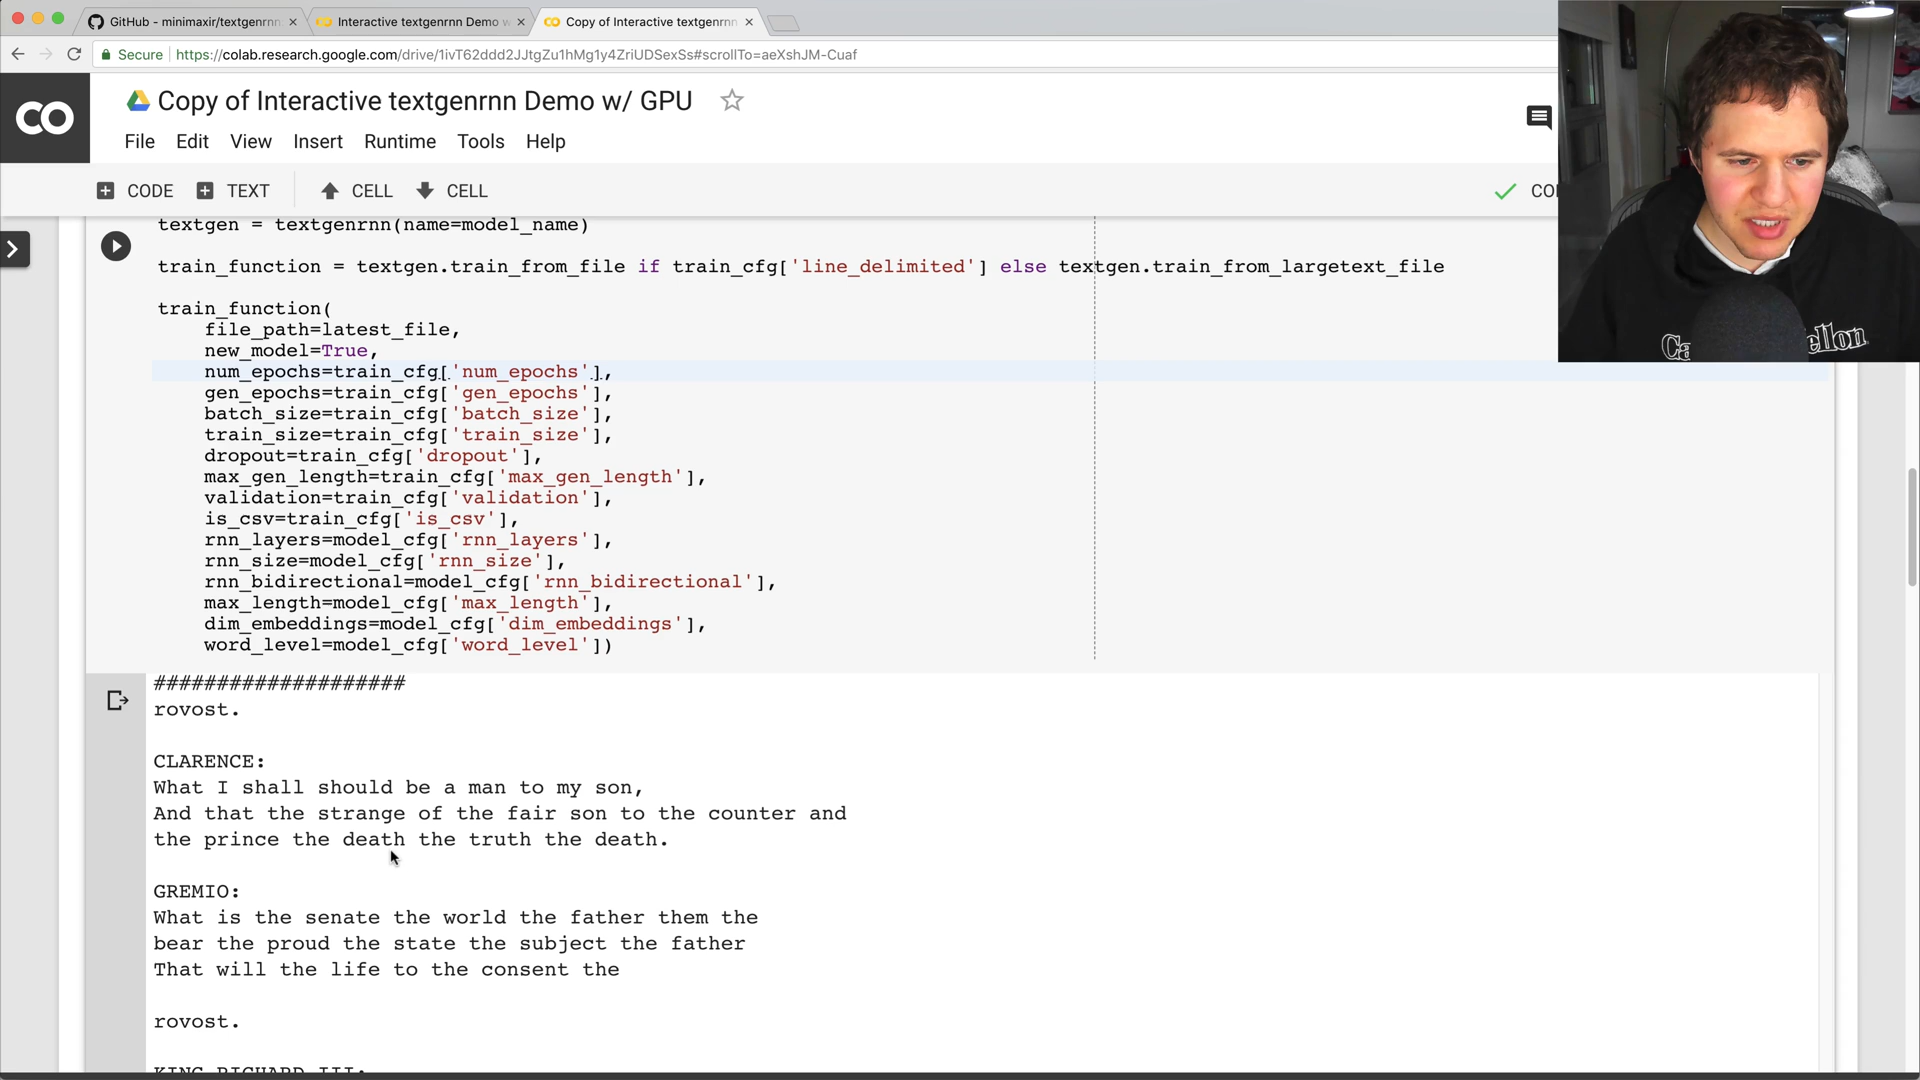 GitHub - minimaxir/textgenrnn
Interactive textgenrnn Demo w
Copy of Interactive textgenrnn
Secure https://colab.research.google.com/drive/1ivT62ddd2JJtgZu1hMg1y4ZriUDSexSs#scrollTo=aeXshJM-Cuaf
CO
Copy of Interactive textgenrnn Demo w/ GPU
File Edit View Insert Runtime Tools Help
CODE TEXT CELL CELL
textgen = textgenrnn(name=model_name)
train_function = textgen.train_from_file if train_cfg['line_delimited'] else textgen.train_from_largetext_file
train_function(
file_path=latest_file,
new_model=True,
num_epochs=train_cfg['num_epochs'],
gen_epochs=train_cfg['gen_epochs'],
batch_size=train_cfg['batch_size'],
train_size=train_cfg['train_size'],
dropout=train_cfg['dropout'],
max_gen_length=train_cfg['max_gen_length'],
validation=train_cfg['validation'],
is_csv=train_cfg['is_csv'],
rnn_layers=model_cfg['rnn_layers'],
rnn_size=model_cfg['rnn_size'],
rnn_bidirectional=model_cfg['rnn_bidirectional'],
max_length=model_cfg['max_length'],
dim_embeddings=model_cfg['dim_embeddings'],
word_level=model_cfg['word_level'])
####################
rovost.
CLARENCE:
What I shall should be a man to my son,
And that the strange of the fair son to the counter and
the prince the death the truth the death.
GREMIO:
What is the senate the world the father them the
bear the proud the state the subject the father
That will the life to the consent the
rovost.
KING RICHARD III: